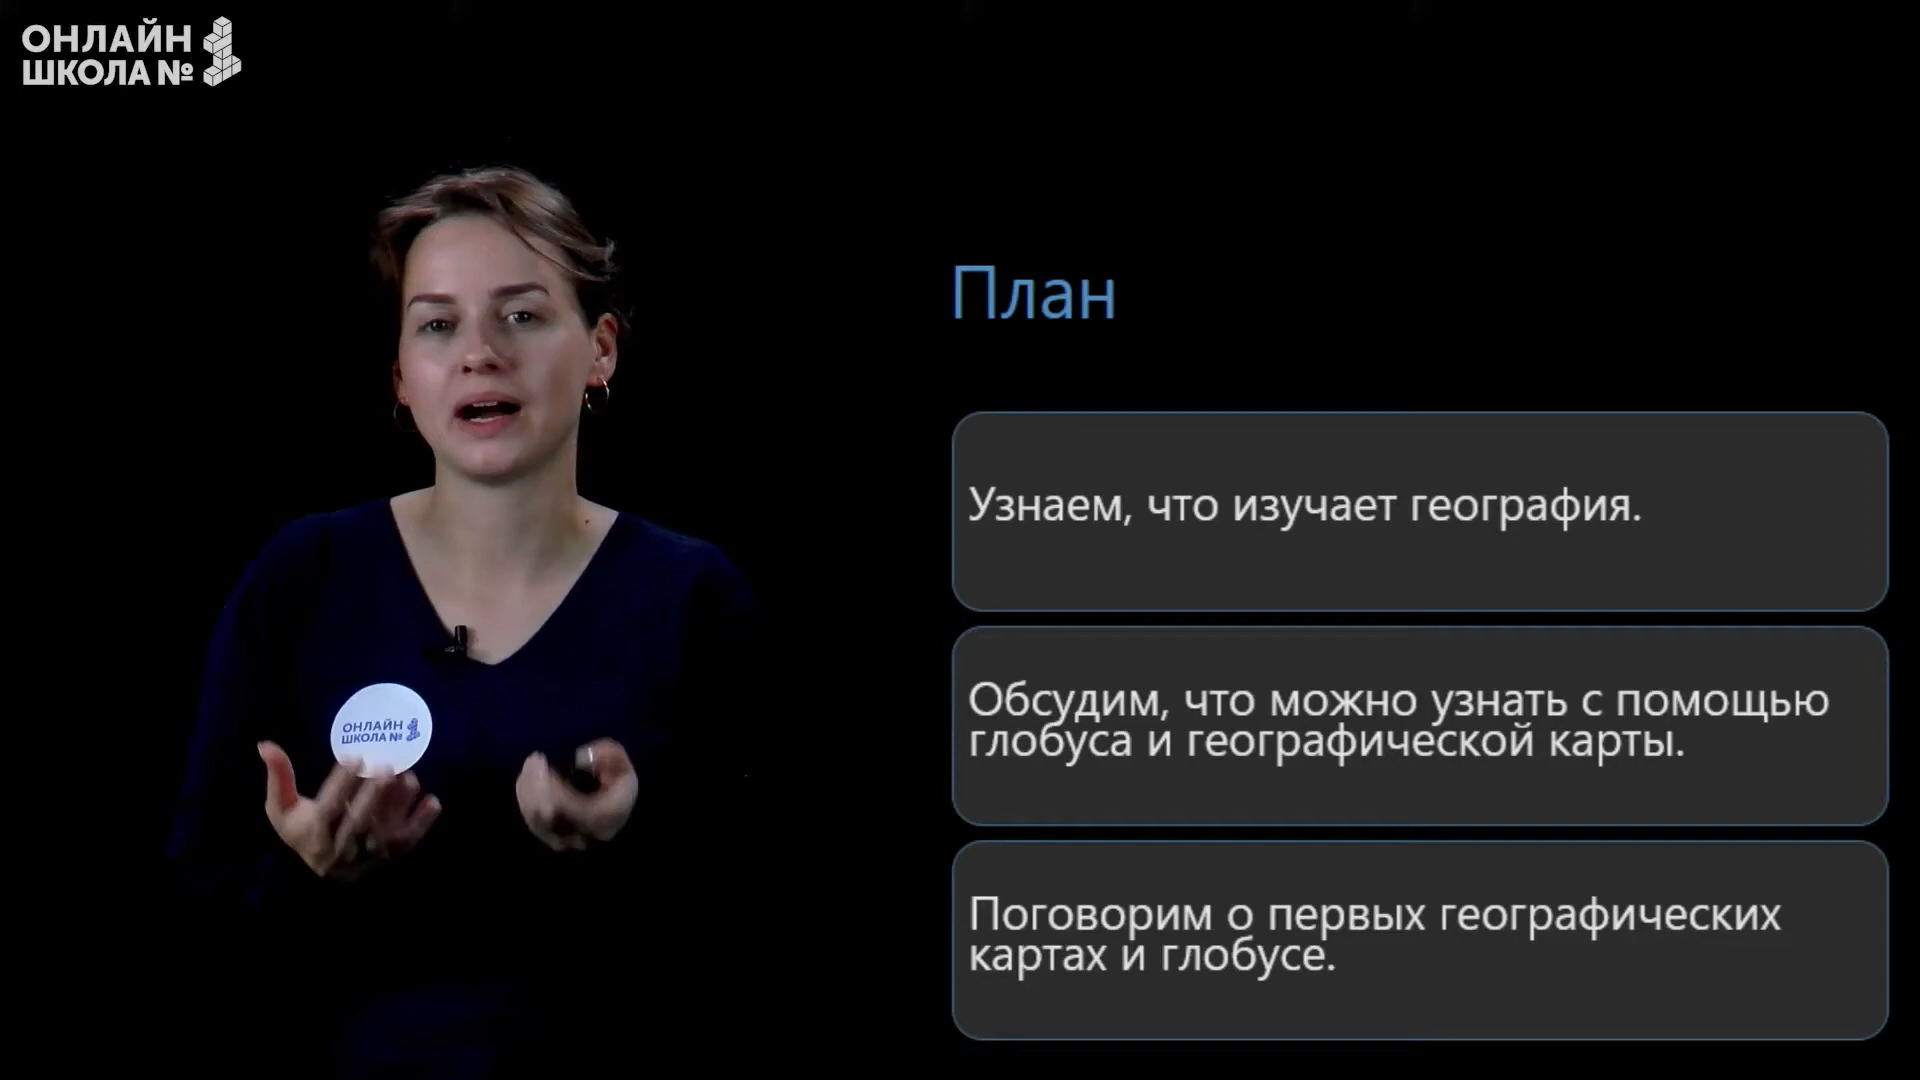 ОНЛАЙН
ШКОЛА №
План
Узнаем, что изучает география.
Обсудим, что можно узнать с помощью
глобуса и географической карты.
Поговорим о первых географических
картах и глобусе.
ОНЛАЙН
ШКОЛА №